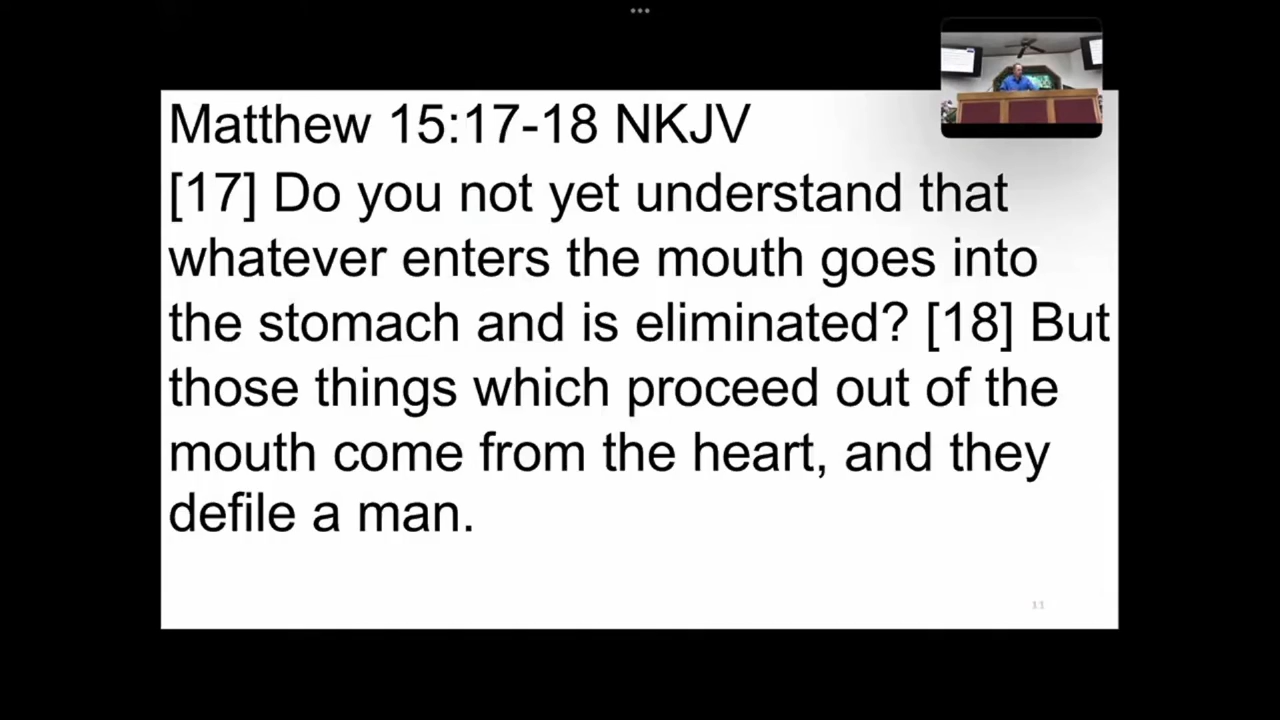 Matthew 15:17-18 NKJV
[17] Do you not yet understand that
whatever enters the mouth goes into
the stomach and is eliminated? [18] But
those things which proceed out of the
mouth come from the heart, and they
defile a man.
11